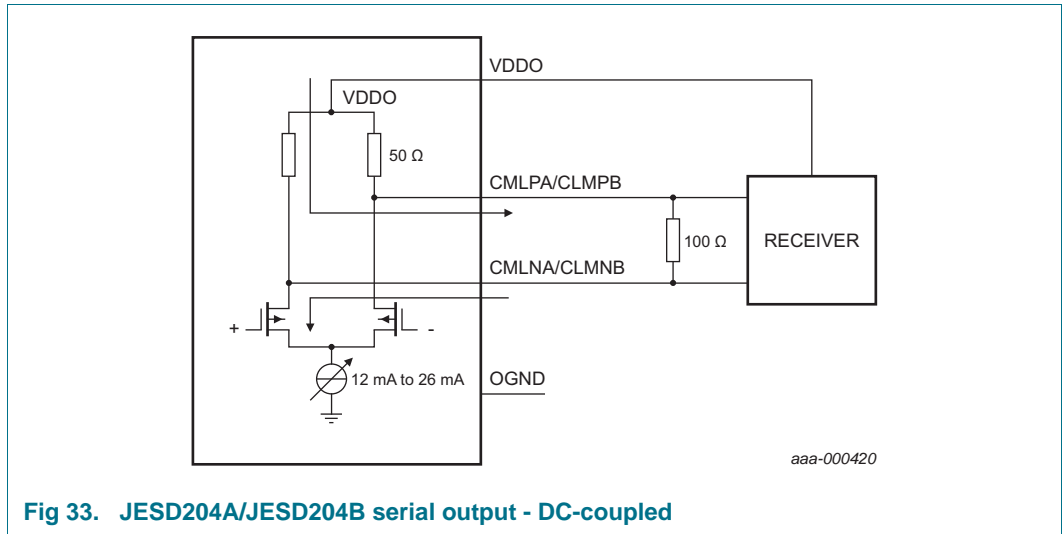 VDDO
VDDO
50 Ω
CMLPA/CLMPB
100 Ω
RECEIVER
CMLNA/CLMNB
+
-
12 mA to 26 mA
OGND
aaa-000420
Fig 33. JESD204A/JESD204B serial output - DC-coupled